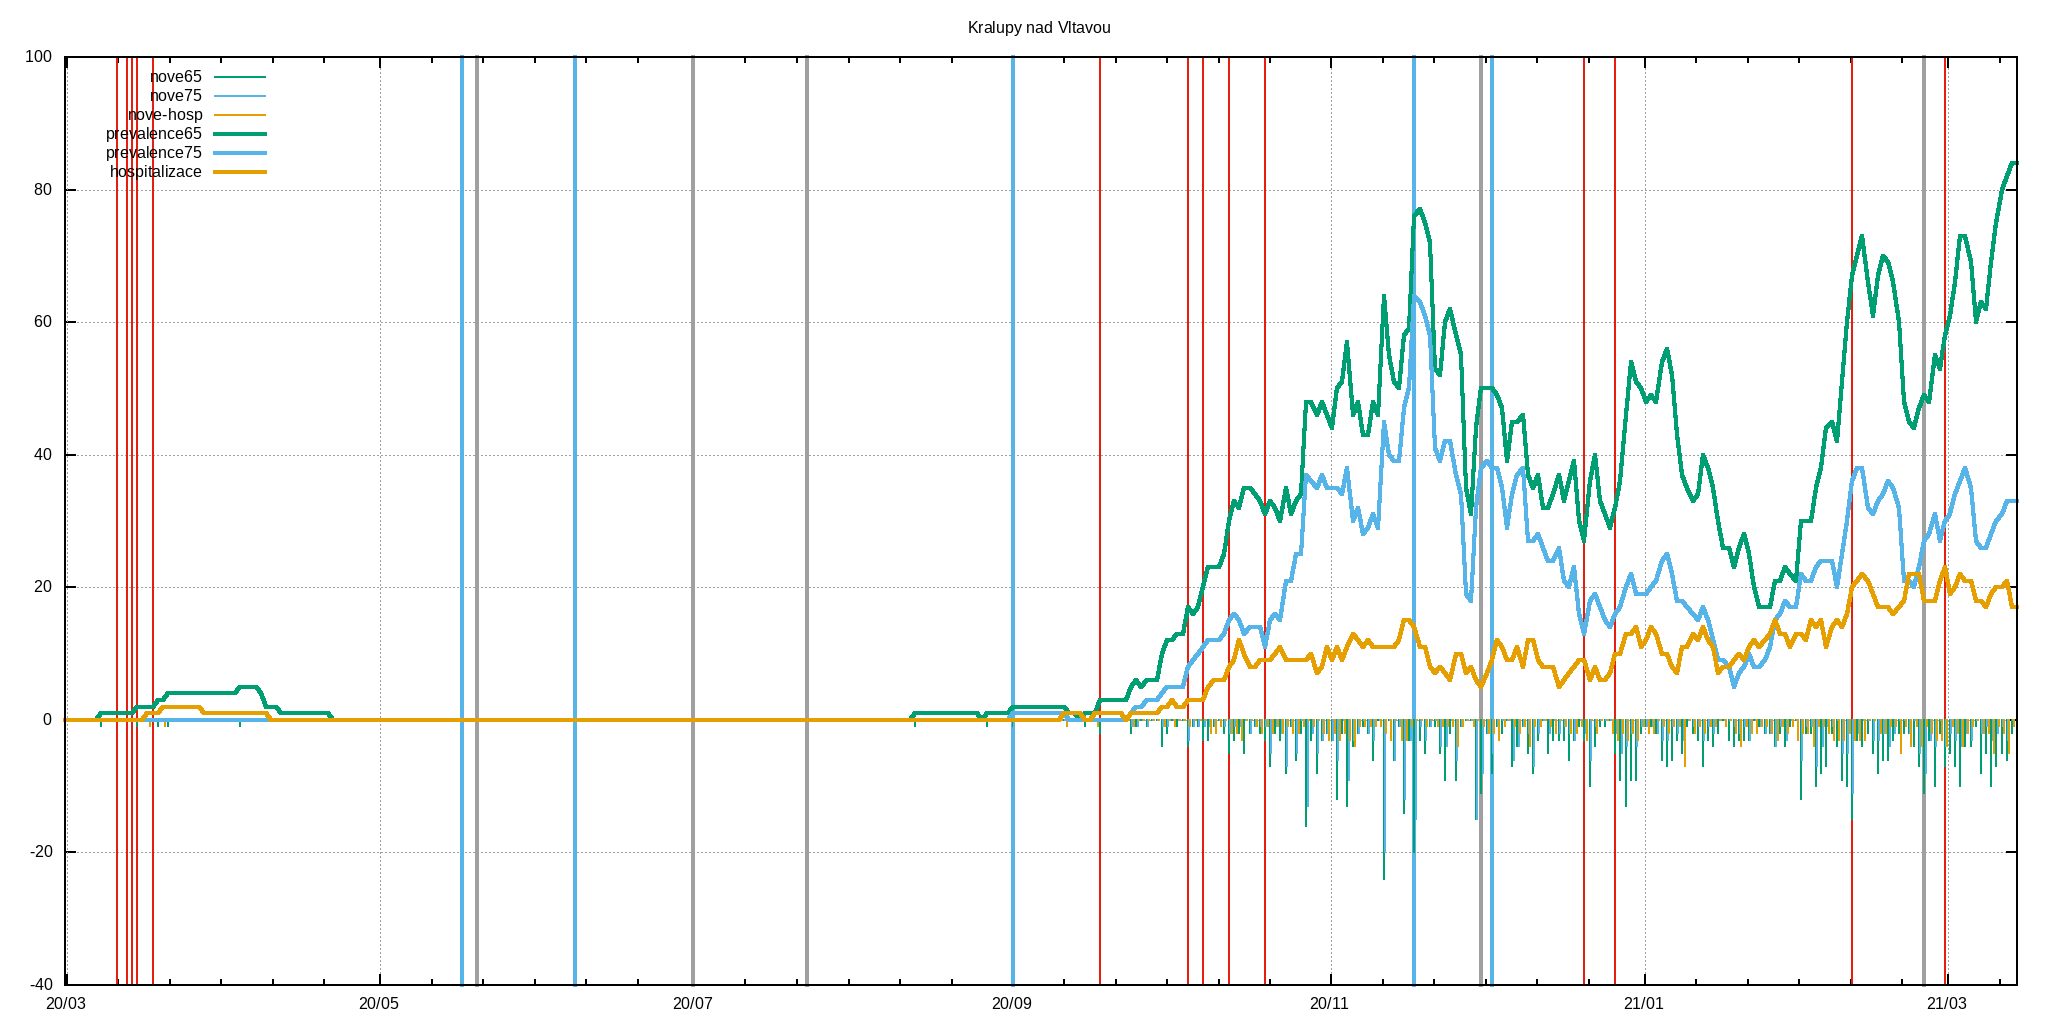 Kralupy nad Vltavou
100
80
60
40
20
0
-20
-40
nove65
nove75
nove-hosp
prevalence65
prevalence75
hospitalizace
20/03 20/05 20/07 20/09 20/11 21/01 21/03